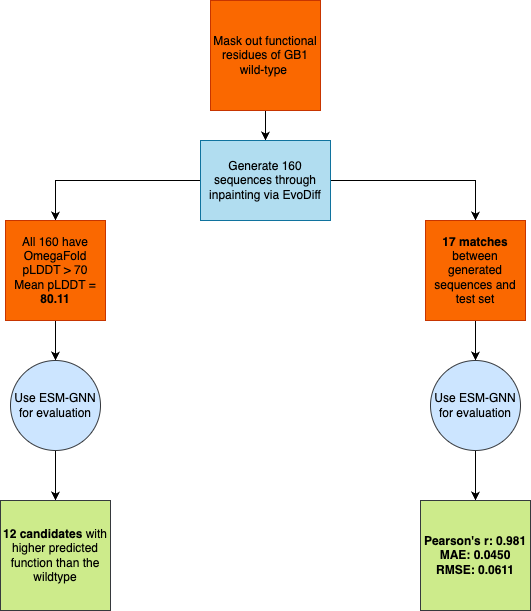 Mask out functional
residues of GB1
wild-type
Generate 160
sequences through
inpainting via EvoDiff
All 160 have
OmegaFold
pLDDT > 70
Mean pLDDT =
80.11
17 matches
between
generated
sequences and
test set
Use ESM-GNN
for evaluation
Use ESM-GNN
for evaluation
12 candidates with
higher predicted
function than the
wildtype
Pearson's r: 0.981
MAE: 0.0450
RMSE: 0.0611